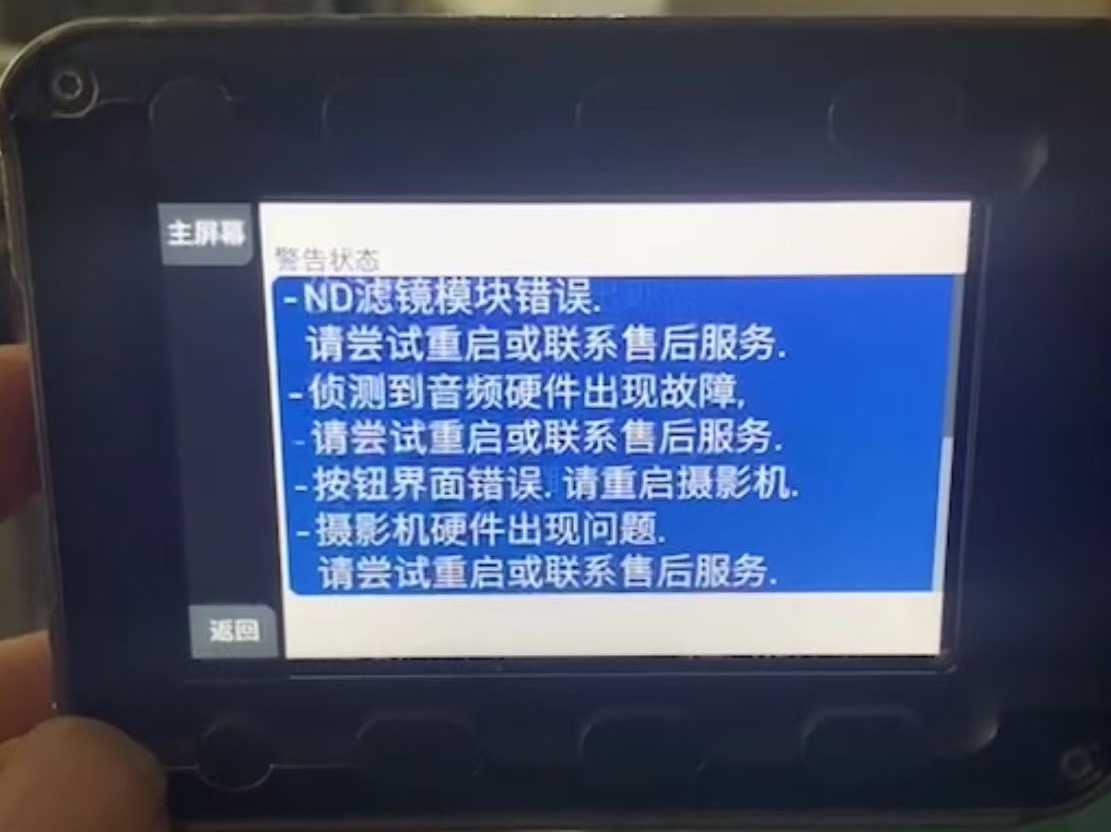 主屏幕
警告状态
-ND滤镜模块错误.
请尝试重启或联系售后服务.
-侦测到音频硬件出现故障,
-请尝试重启或联系售后服务.
-按钮界面错误. 请重启摄影机.
-摄影机硬件出现问题.
请尝试重启或联系售后服务.
返回